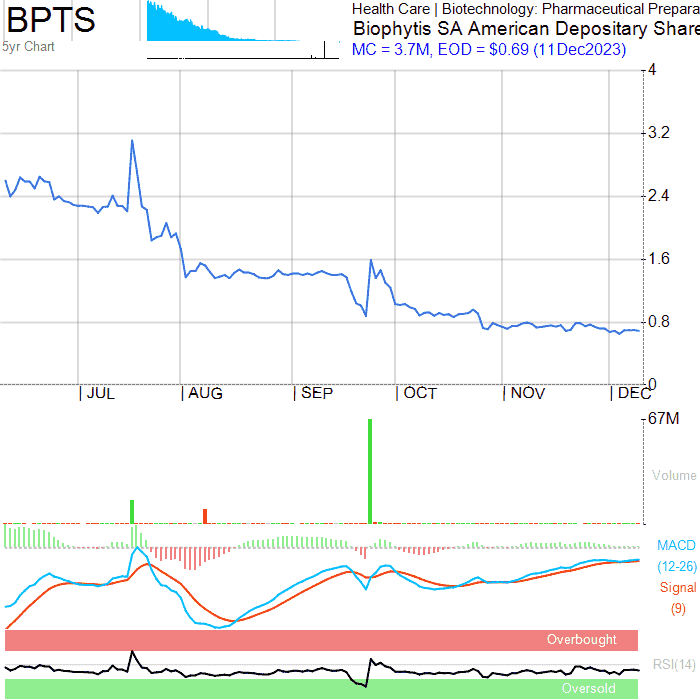 BPTS
5yr Chart
Health Care | Biotechnology: Pharmaceutical Prepara
Biophytis SA American Depositary Share
MC = 3.7M, EOD = $0.69 (11Dec2023)
4
3.2
2.4
1.6
0.8
0
| JUL | AUG | SEP | OCT | NOV | DEC
67M
Volume
MACD
(12-26)
Signal
(9)
Overbought
RSI(14)
Oversold